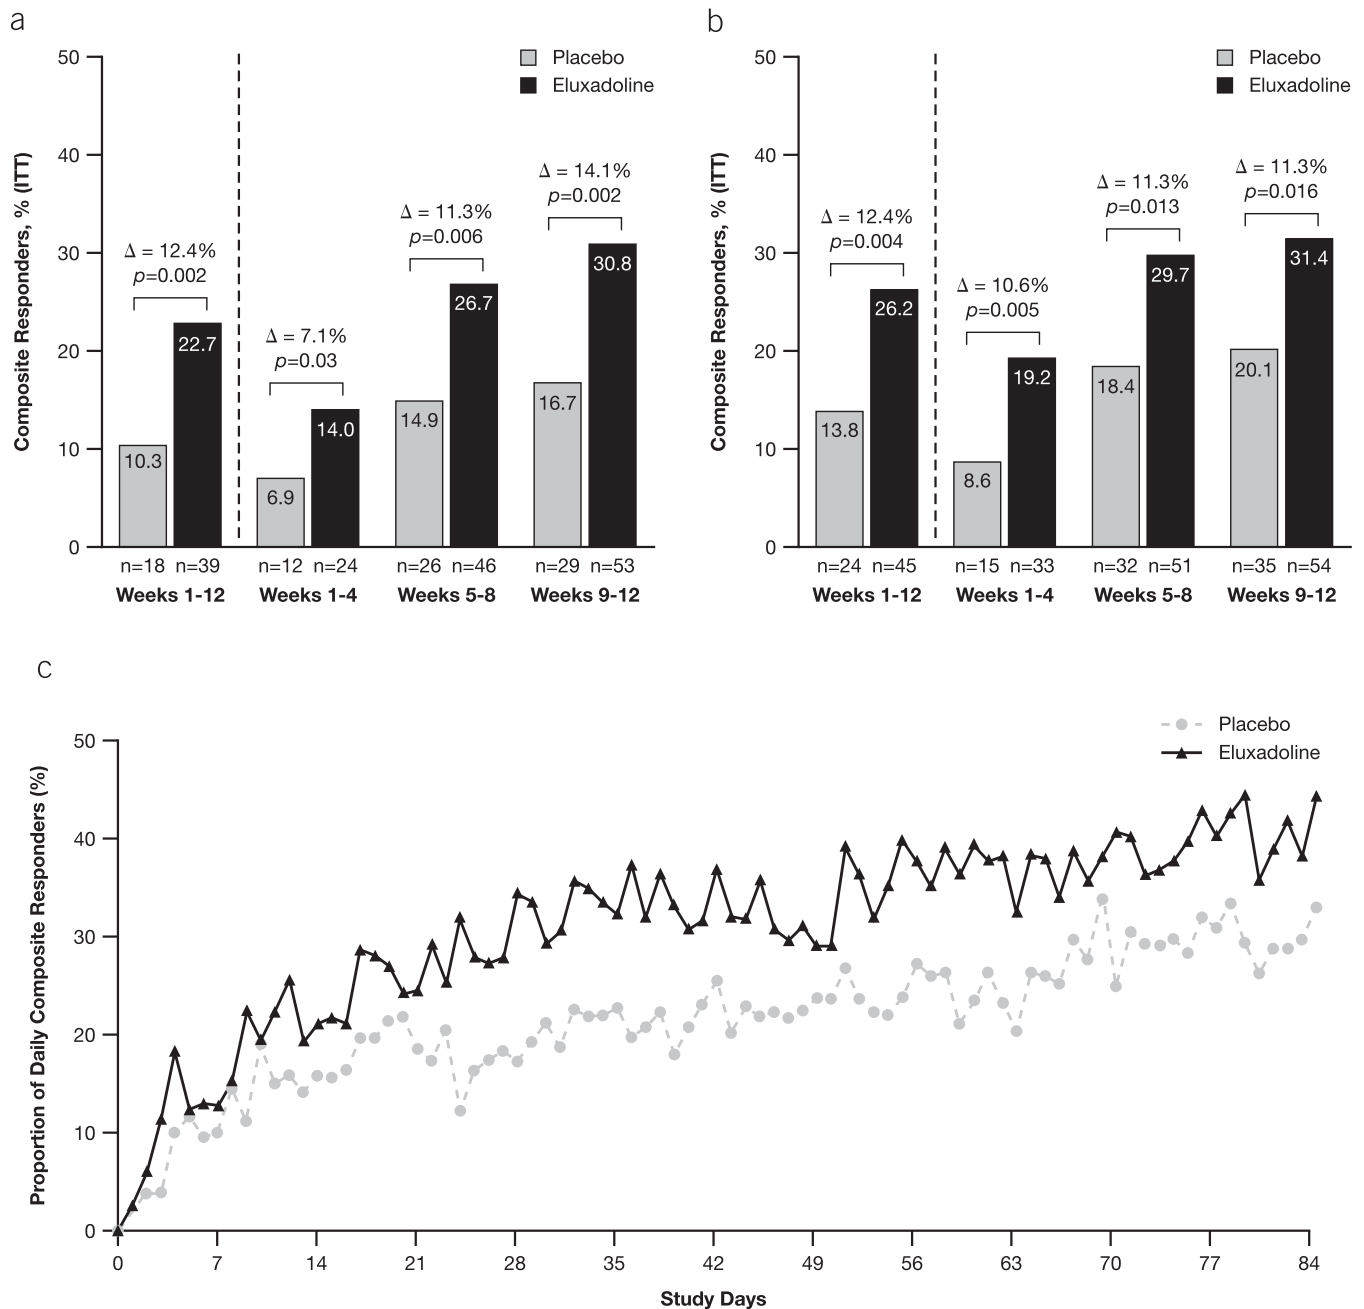 a
Composite Responders, % (ITT)
50
40
30
20
10
0
Placebo
Eluxadoline
Δ = 12.4%
p=0.002
Δ = 7.1%
p=0.03
Δ = 11.3%
p=0.006
Δ = 14.1%
p=0.002
10.3
22.7
6.9
14.0
14.9
26.7
16.7
30.8
n=18 n=39
n=12 n=24
n=26 n=46
n=29 n=53
Weeks 1-12
Weeks 1-4
Weeks 5-8
Weeks 9-12
b
Composite Responders, % (ITT)
50
40
30
20
10
0
Placebo
Eluxadoline
Δ = 12.4%
p=0.004
Δ = 10.6%
p=0.005
Δ = 11.3%
p=0.013
Δ = 11.3%
p=0.016
13.8
26.2
8.6
19.2
18.4
29.7
20.1
31.4
n=24 n=45
n=15 n=33
n=32 n=51
n=35 n=54
Weeks 1-12
Weeks 1-4
Weeks 5-8
Weeks 9-12
c
Proportion of Daily Composite Responders (%)
50
40
30
20
10
0
Placebo
Eluxadoline
0 7 14 21 28 35 42 49 56 63 70 77 84
Study Days